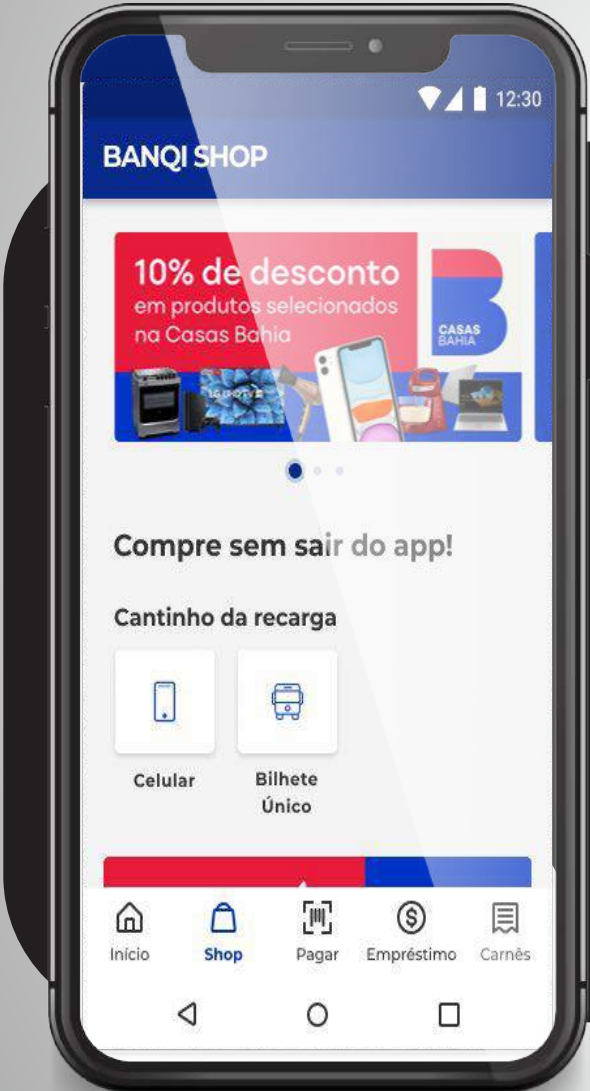 12:30
BANQI SHOP
10% de desconto
em produtos selecionados
na Casas Bahia
CASAS
BAHIA
Compre sem sair do app!
Cantinho da recarga
Celular
Bilhete
Único
Início
Shop
Pagar
Empréstimo
Carnês